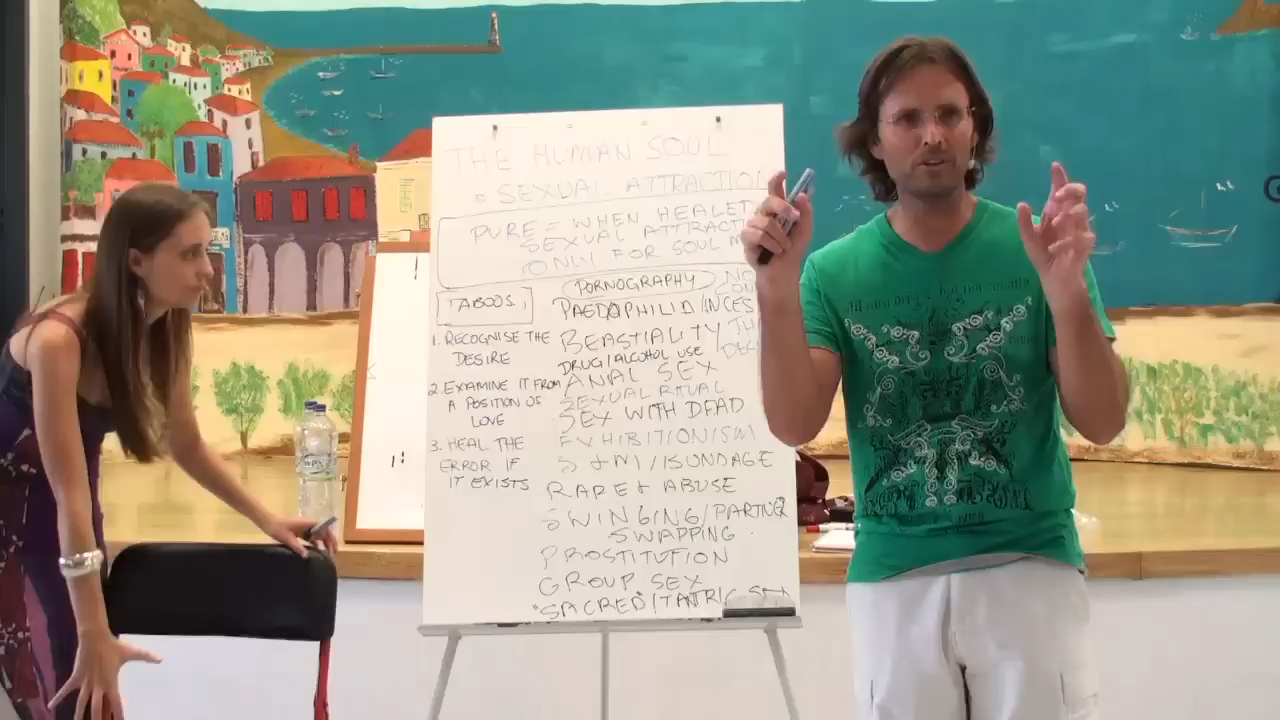 THE HUMAN SOUL
• SEXUAL ATTRACTION
PURE = WHEN HEALED
SEXUAL ATTRACTI
ONLY FOR SOUL M
PORNOGRAPHY
NO
TABOOS
PAEDOPHILIA/INCES
BEASTIALITY
DRUG/ALCOHOL USE
ANAL SEX
SEXUAL RITUAL
SEX WITH DEAD
EXHIBITIONISM
S+M/BONDAGE
RAPE + ABUSE
SWINGING/PARTNER
SWAPPING
PROSTITUTION
GROUP SEX
"SACRED"/TANTRIC SEX
1. RECOGNISE THE
DESIRE
2. EXAMINE IT FROM
A POSITION OF
LOVE
3. HEAL THE
ERROR IF
IT EXISTS